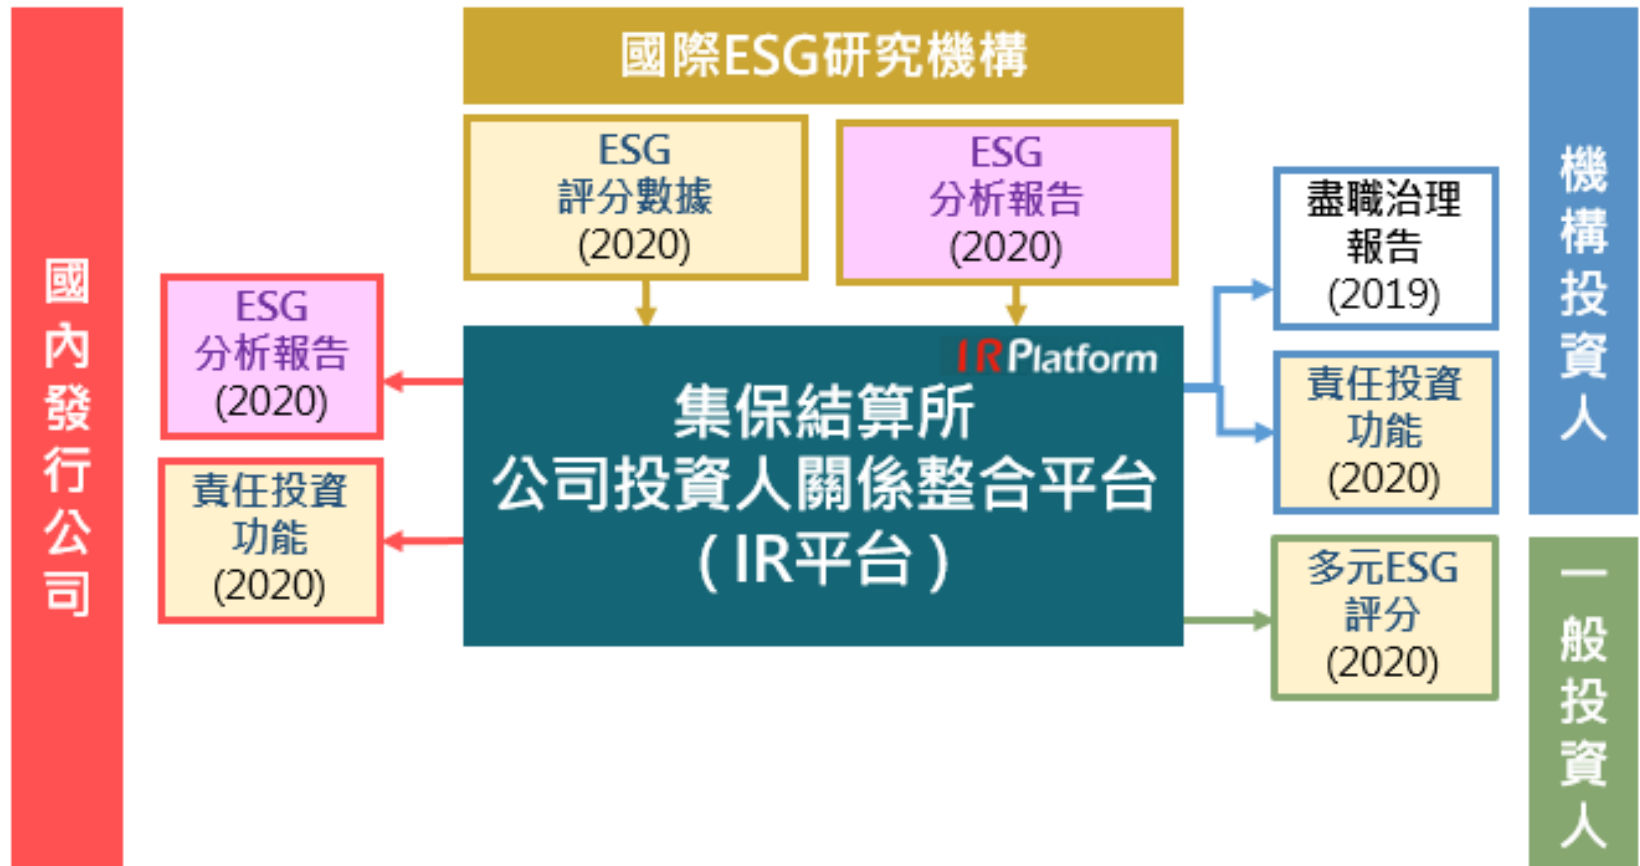 國際ESG研究機構
ESG
評分數據
(2020)
ESG
分析報告
(2020)
國內發行公司
ESG
分析報告
(2020)
責任投資
功能
(2020)
IR Platform
集保結算所
公司投資人關係整合平台
(IR平台)
盡職治理
報告
(2019)
責任投資
功能
(2020)
多元ESG
評分
(2020)
機構投資人
一般投資人